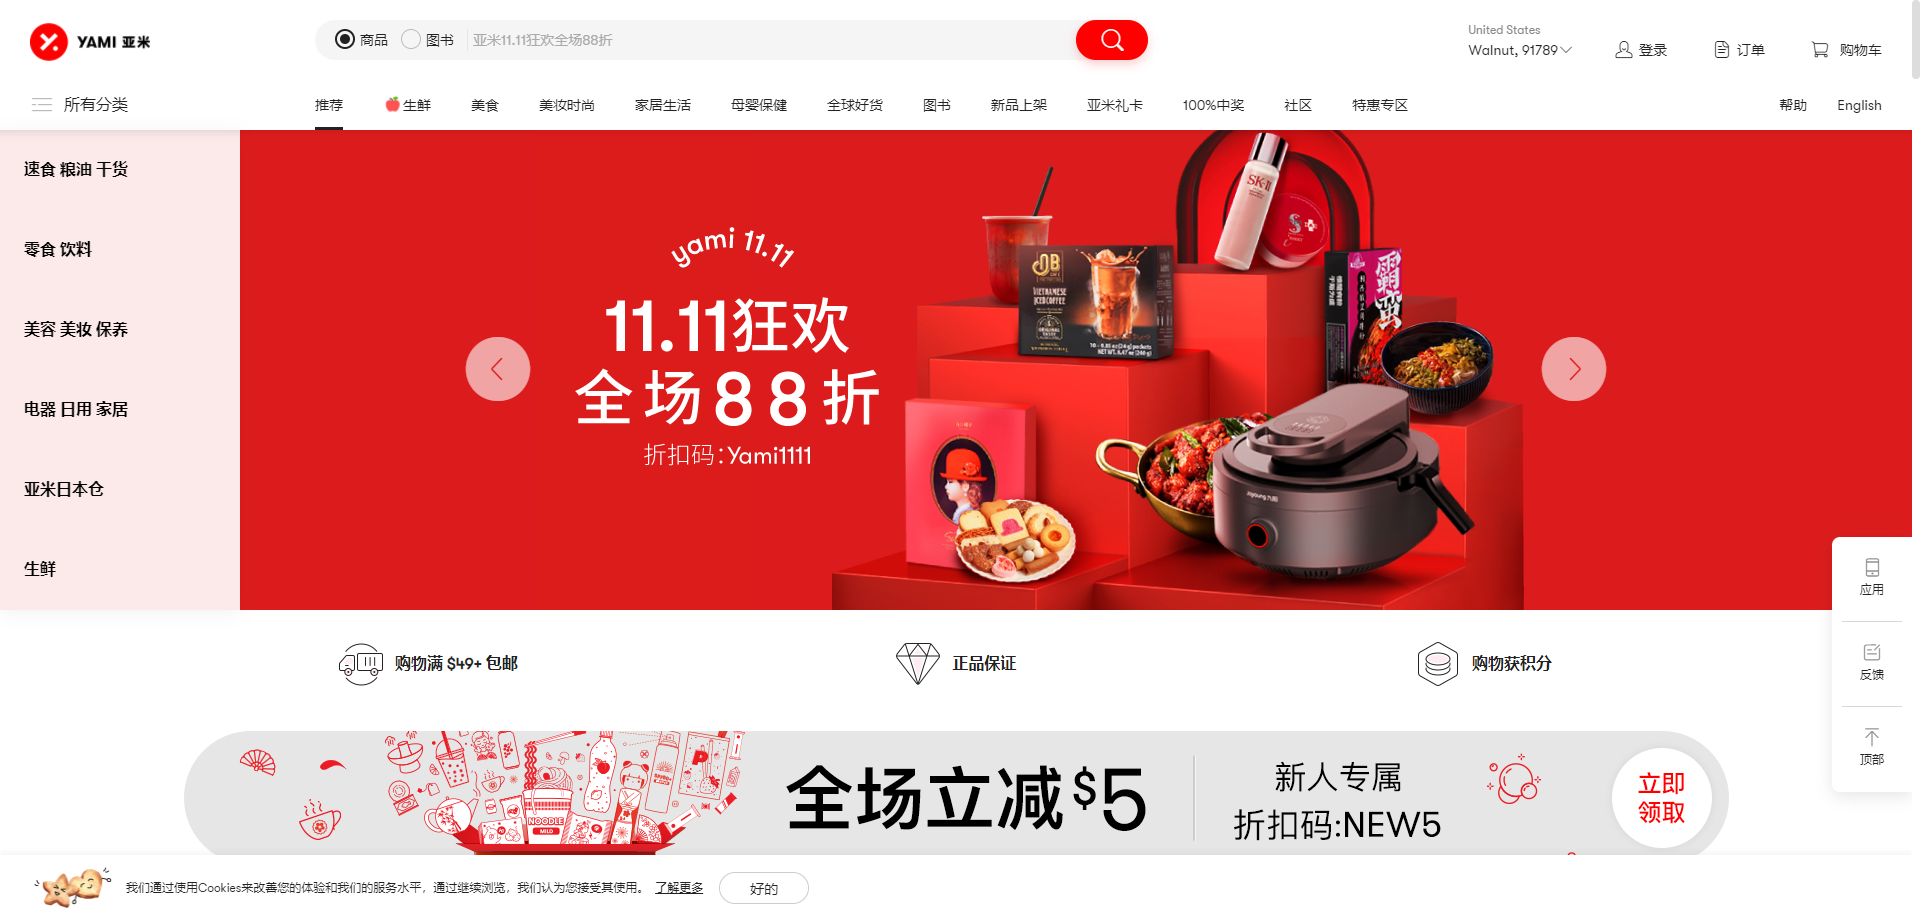 YAMI 亚米
商品
图书
亚米11.11狂欢全场88折
United States
Walnut, 91789
登录
订单
购物车
所有分类
推荐
生鲜
美食
美妆时尚
家居生活
母婴保健
全球好货
图书
新品上架
亚米礼卡
100%中奖
社区
特惠专区
帮助
English
速食 粮油 干货
零食 饮料
美容 美妆 保养
电器 日用 家居
亚米日本仓
生鲜
yami 11.11
11.11狂欢
全场88折
折扣码：Yami1111
SK-II
VIETNAMESE
ICED COFFEE
霸蛮
Joyoung 九阳
应用
反馈
顶部
购物满 $49+ 包邮
正品保证
购物获积分
NOODLE
MILD
全场立减$5
新人专属
折扣码:NEW5
立即
领取
我们通过使用Cookies来改善您的体验和我们的服务水平，通过继续浏览，我们认为您接受其使用。 了解更多
好的